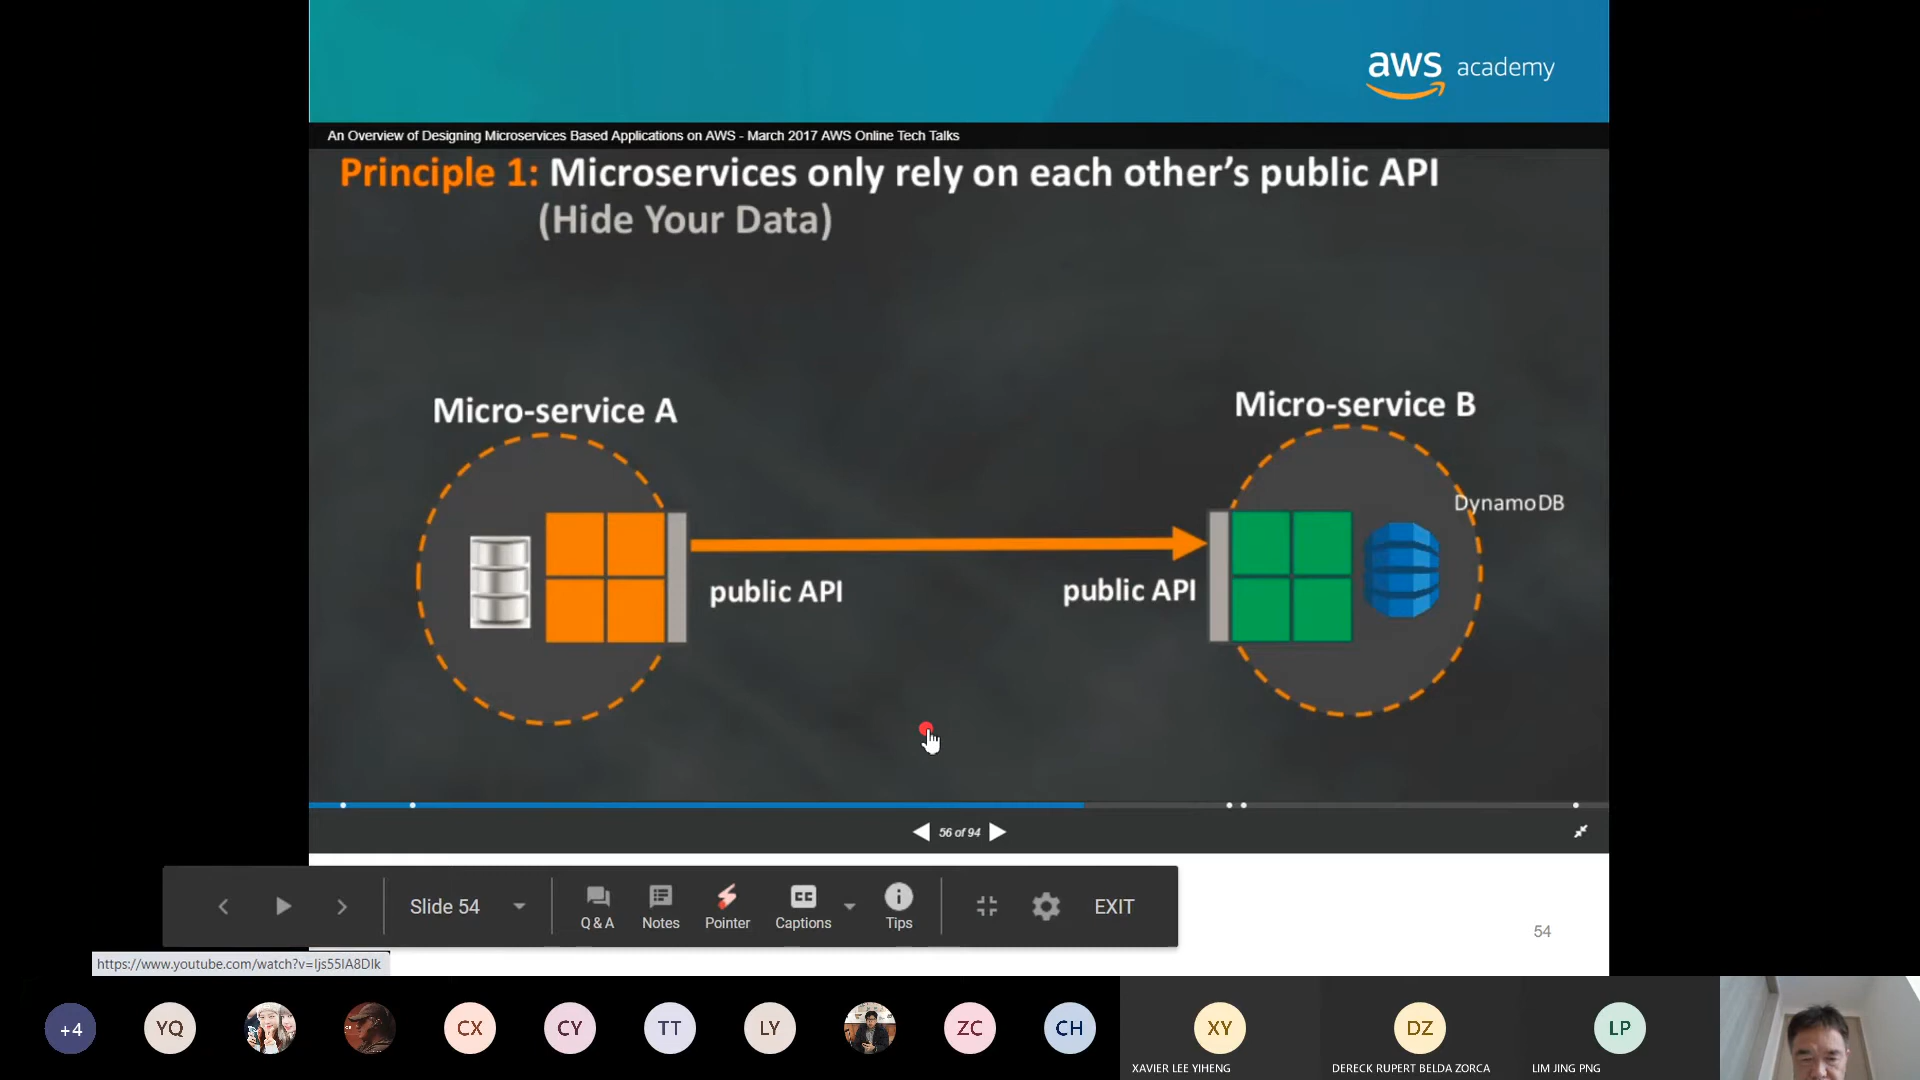 aws academy
An Overview of Designing Microservices Based Applications on AWS - March 2017 AWS Online Tech Talks
Principle 1: Microservices only rely on each other's public API
(Hide Your Data)
Micro-service A
Micro-service B
DynamoDB
public API
public API
56 of 94
Slide 54
Q & A
Notes
Pointer
CC
Captions
Tips
EXIT
54
https://www.youtube.com/watch?v=Ijs55IA8DIk
+4
YQ
CX
CY
TT
LY
ZC
CH
XY
DZ
LP
XAVIER LEE YIHENG
DERECK RUPERT BELDA ZORCA
LIM JING PNG